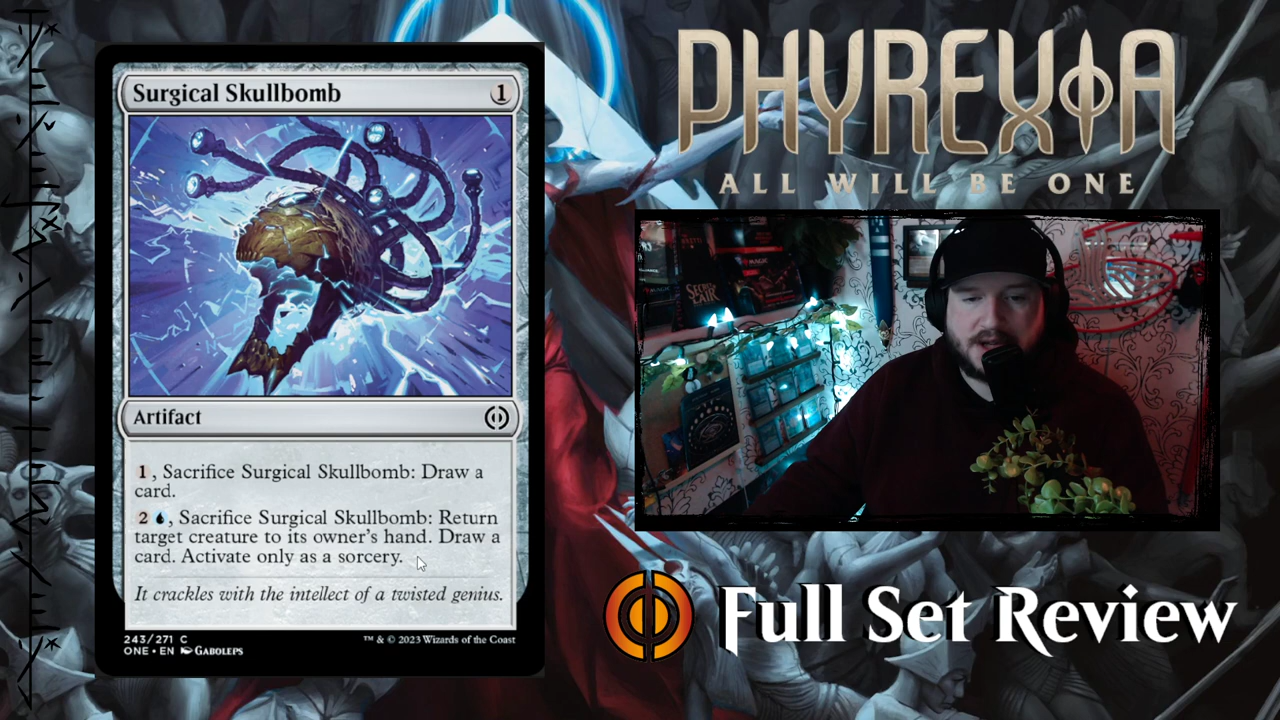 Surgical Skullbomb 1
Artifact
1, Sacrifice Surgical Skullbomb: Draw a
card.
2, Sacrifice Surgical Skullbomb: Return
target creature to its owner's hand. Draw a
card. Activate only as a sorcery.
It crackles with the intellect of a twisted genius.
243/271 C
ONE • EN GABOLEPS
™ & © 2023 Wizards of the Coast
PHYREXIA
ALL WILL BE ONE
SECRET
LAIR
Full Set Review